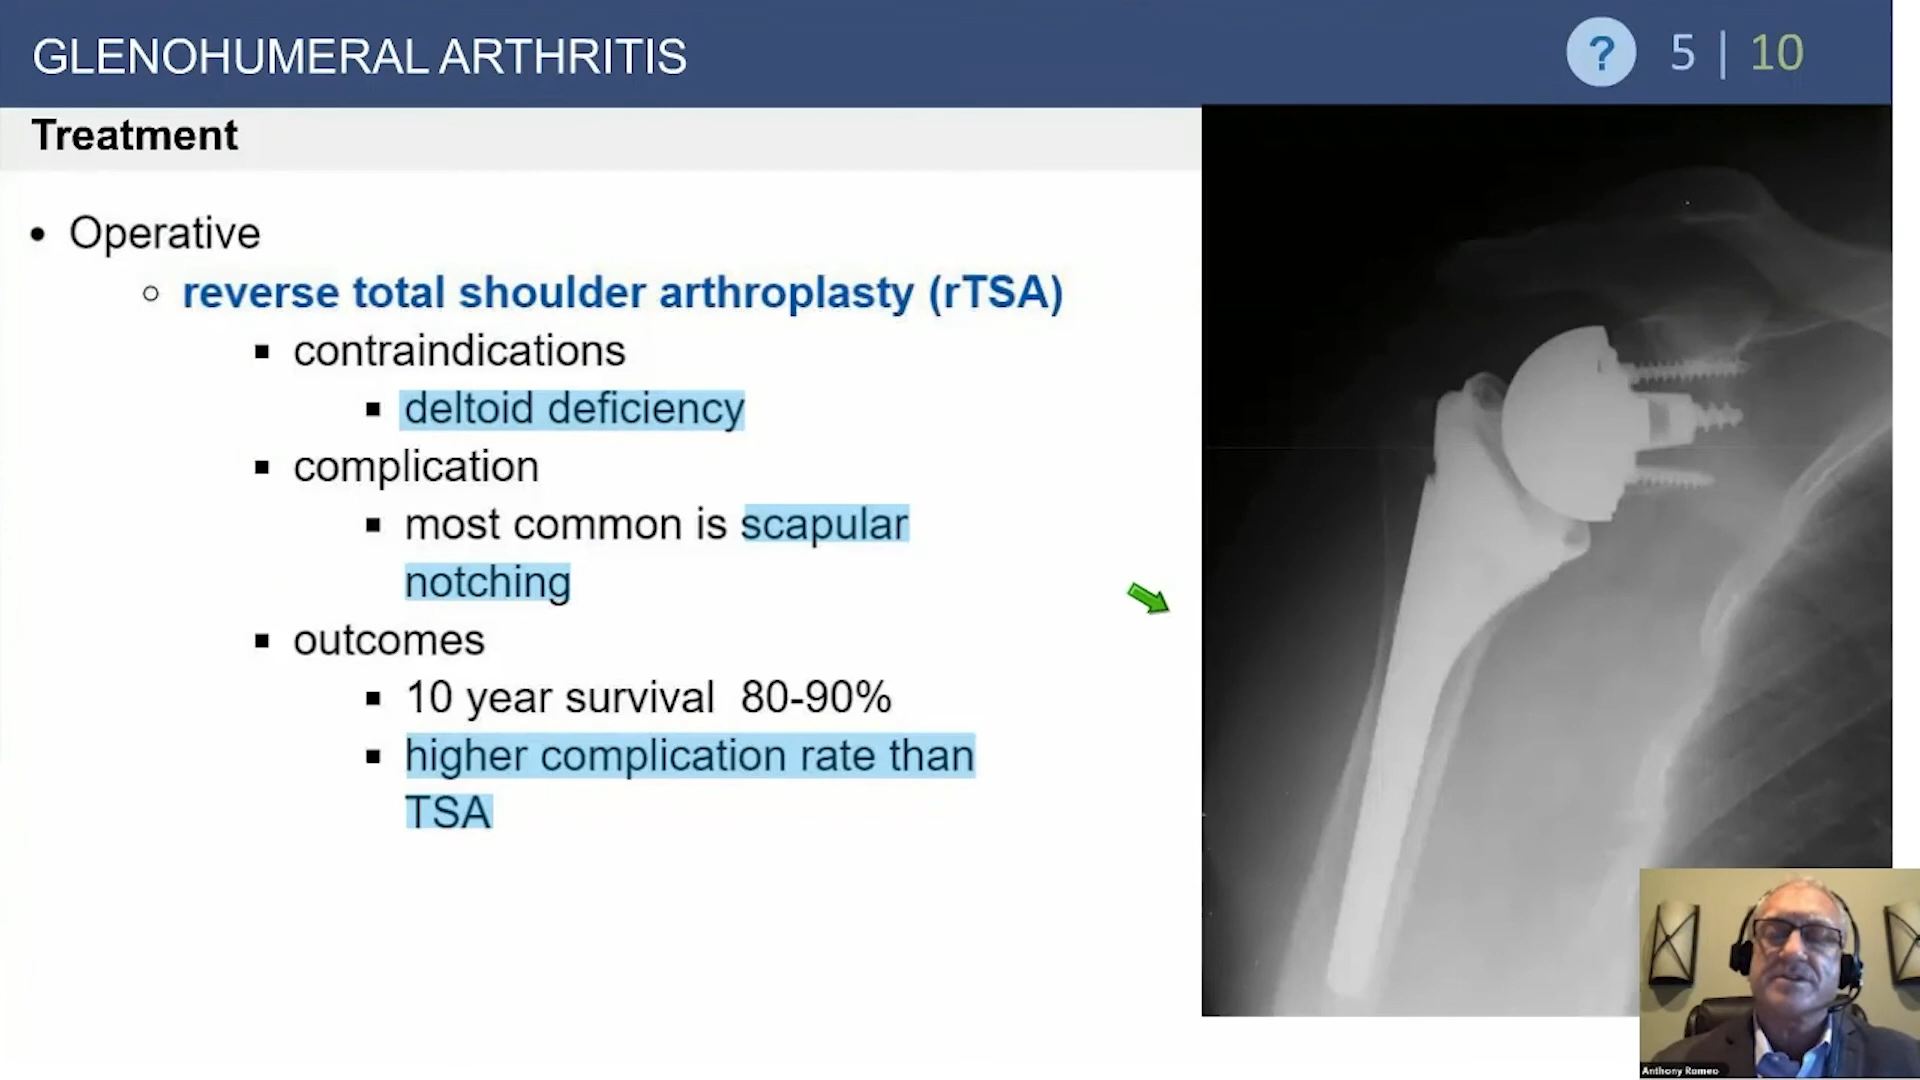 GLENOHUMERAL ARTHRITIS
? 5 | 10
Treatment
• Operative
○ reverse total shoulder arthroplasty (rTSA)
▪ contraindications
▪ deltoid deficiency
▪ complication
▪ most common is scapular
notching
▪ outcomes
▪ 10 year survival 80-90%
▪ higher complication rate than
TSA
Anthony Romeo